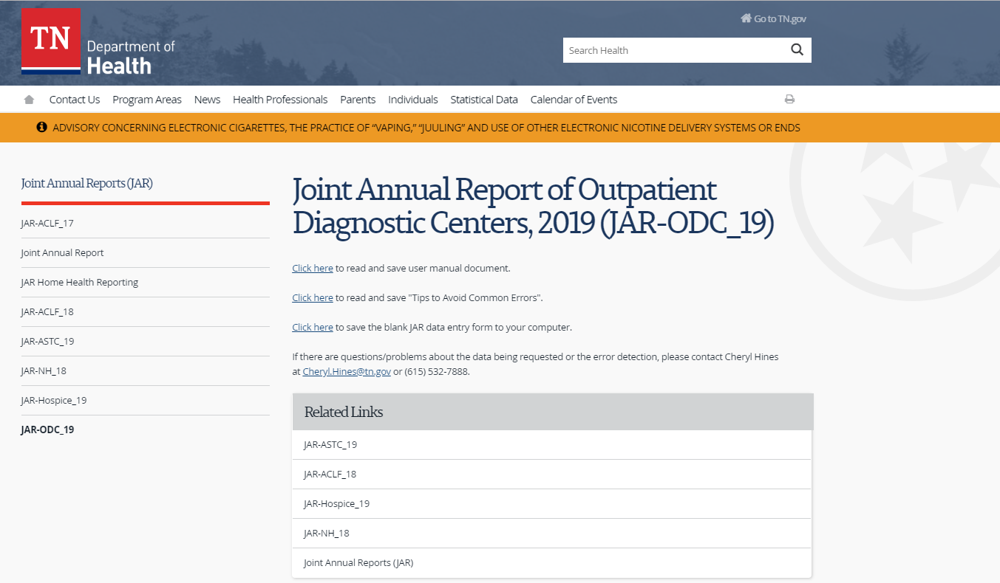 TN
Department of
Health
Go to TN.gov
Search Health
Contact Us Program Areas News Health Professionals Parents Individuals Statistical Data Calendar of Events
ADVISORY CONCERNING ELECTRONIC CIGARETTES, THE PRACTICE OF “VAPING,” “JUULING” AND USE OF OTHER ELECTRONIC NICOTINE DELIVERY SYSTEMS OR ENDS
Joint Annual Reports (JAR)
JAR-ACLF_17
Joint Annual Report
JAR Home Health Reporting
JAR-ACLF_18
JAR-ASTC_19
JAR-NH_18
JAR-Hospice_19
JAR-ODC_19
Joint Annual Report of Outpatient
Diagnostic Centers, 2019 (JAR-ODC_19)
Click here to read and save user manual document.
Click here to read and save "Tips to Avoid Common Errors".
Click here to save the blank JAR data entry form to your computer.
If there are questions/problems about the data being requested or the error detection, please contact Cheryl Hines
at Cheryl.Hines@tn.gov or (615) 532-7888.
Related Links
JAR-ASTC_19
JAR-ACLF_18
JAR-Hospice_19
JAR-NH_18
Joint Annual Reports (JAR)